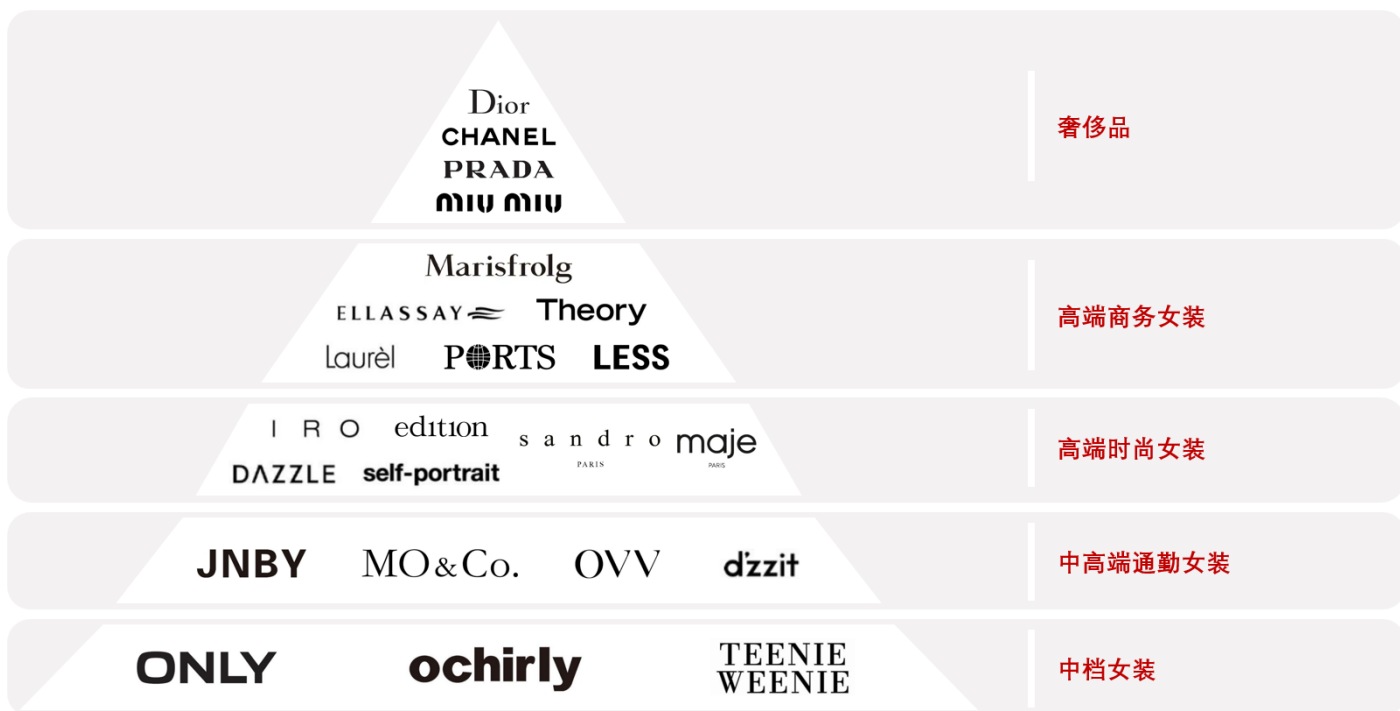 Dior
CHANEL
PRADA
miu miu
奢侈品
Marisfrolg
ELLASSAY
Theory
Laurèl
PORTS
LESS
高端商务女装
IRO
edition
sandro
PARIS
maje
PARIS
DAZZLE
self-portrait
高端时尚女装
JNBY
MO&Co.
OVV
d'zzit
中高端通勤女装
ONLY
ochirly
TEENIE
WEENIE
中档女装